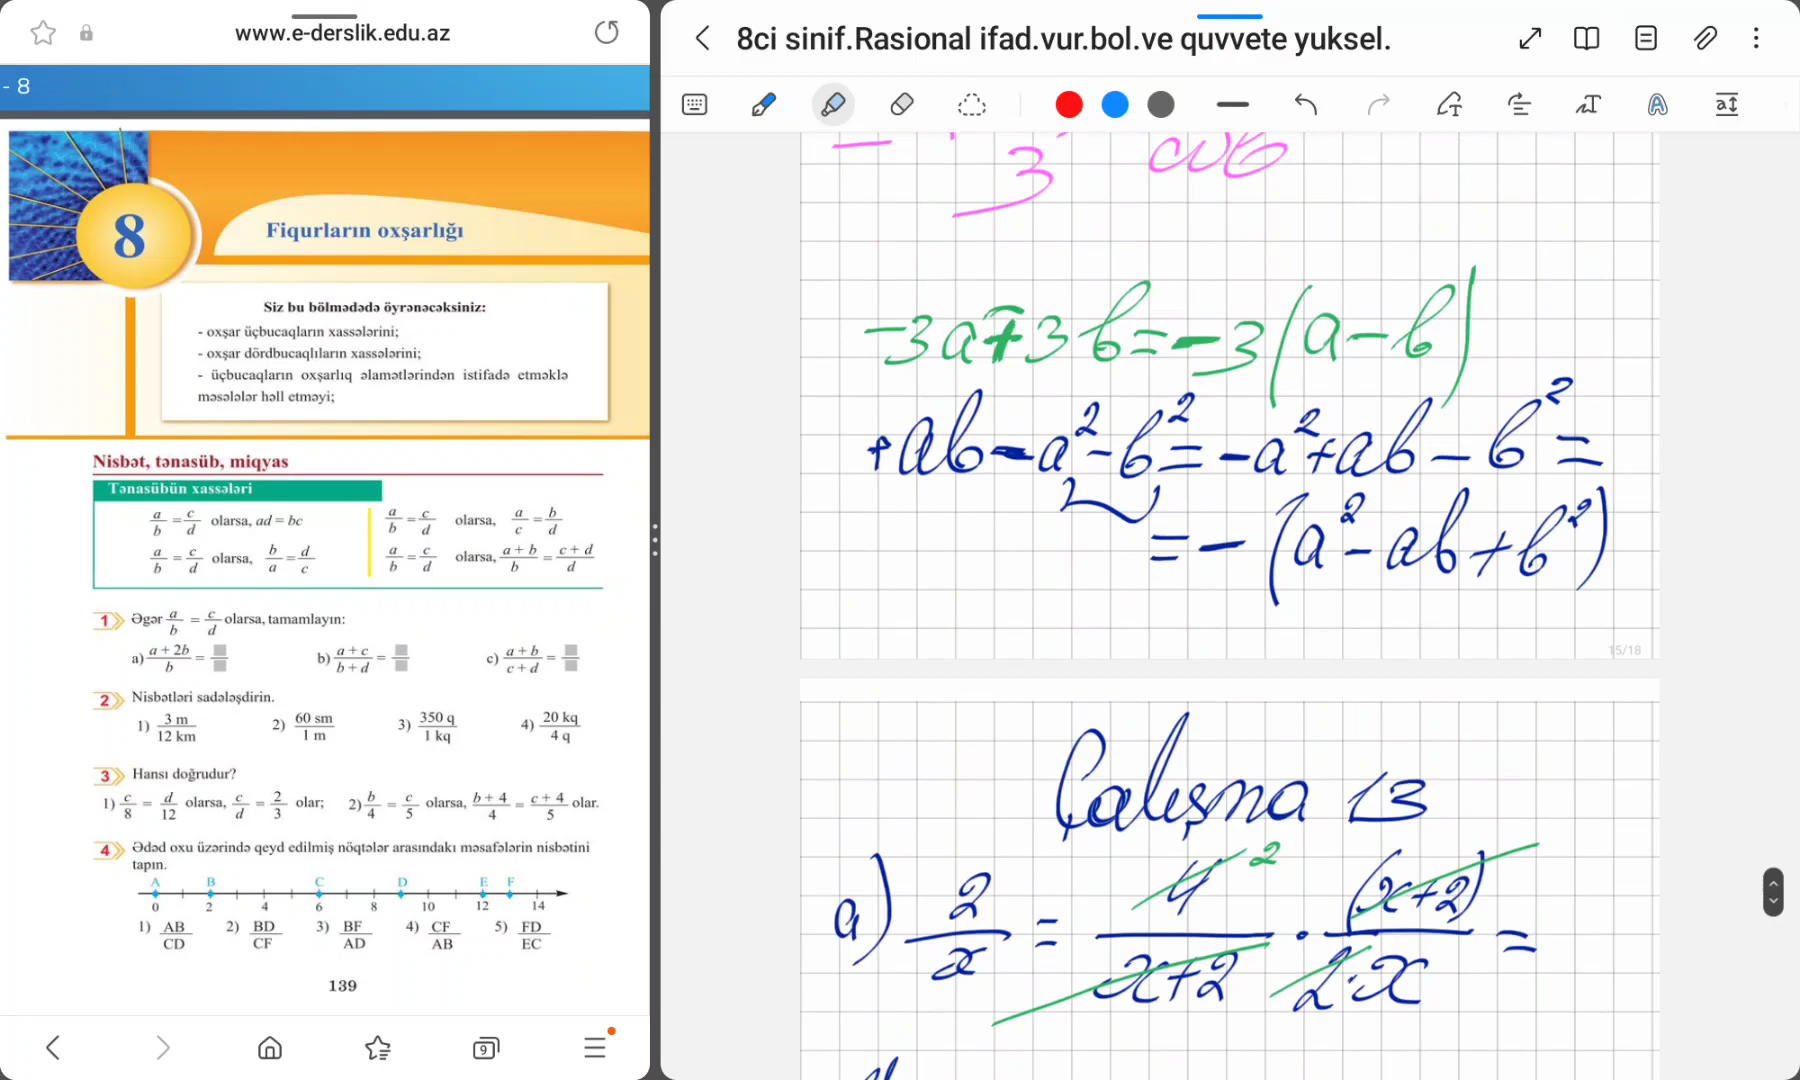 www.e-derslik.edu.az
- 8
8
Fiqurların oxşarlığı
Siz bu bölmədədə öyrənəcəksiniz:
- oxşar üçbucaqların xassələrini;
- oxşar dördbucaqlıların xassələrini;
- üçbucaqların oxşarlıq əlamətlərindən istifadə etməklə
məsələlər həll etməyi;
Nisbət, tənasüb, miqyas
Tənasübün xassələri
a/b = c/d olarsa, ad = bc
a/b = c/d olarsa, a/c = b/d
a/b = c/d olarsa, b/a = d/c
a/b = c/d olarsa, a + b/b = c + d/d
1 Əgər a/b = c/d olarsa, tamamlayın:
a) a + 2b/b = b) a + c/b + d = c) a + b/c + d =
2 Nisbətləri sadələşdirin.
1) 3 m/12 km 2) 60 sm/1 m 3) 350 q/1 kq 4) 20 kq/4 q
3 Hansı doğrudur?
1) c/8 = d/12 olarsa, c/d = 2/3 olar; 2) b/4 = c/5 olarsa, b + 4/4 = c + 4/5 olar.
4 Ədəd oxu üzərində qeyd edilmiş nöqtələr arasındakı məsafələrin nisbətini
tapın.
A B C D E F
0 2 4 6 8 10 12 14
1) AB/CD 2) BD/CF 3) BF/AD 4) CF/AB 5) FD/EC
139
9
8ci sinif.Rasional ifad.vur.bol.ve quvvete yuksel.
3
-3a+3b=-3(a-b)
+ab-a²-b²=-a²+ab-b²=
=-(a²-ab+b²)
15/18
Çalışma 13
a) 2/x = 4/x+2 · (x+2)/2·x =
2